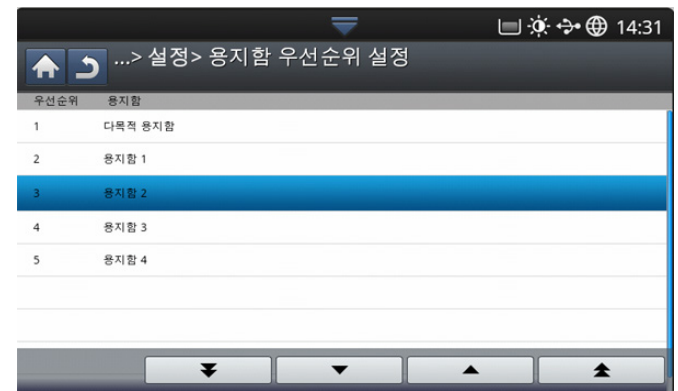 14:31
...> 설정> 용지함 우선순위 설정
우선순위 용지함
1 다목적 용지함
2 용지함 1
3 용지함 2
4 용지함 3
5 용지함 4